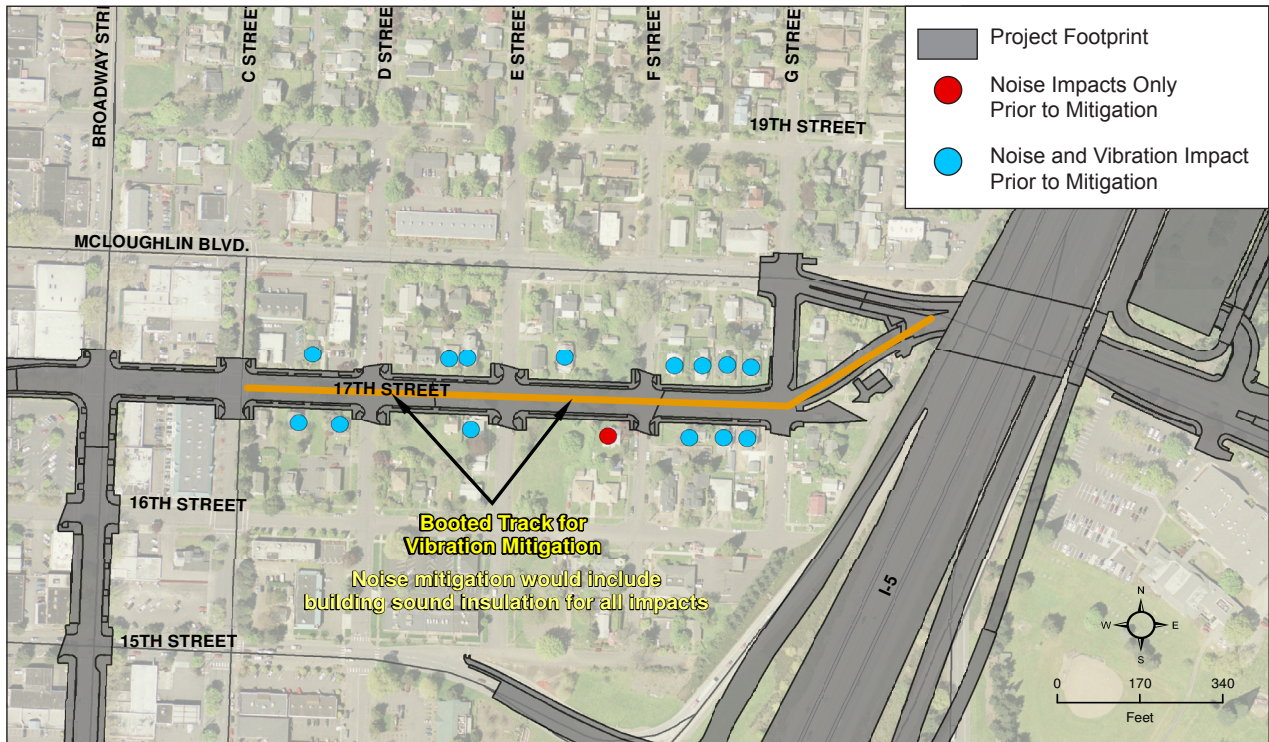 BROADWAY STRE
C STREET
D STREET
E STREET
F STREET
G STREET
Project Footprint
Noise Impacts Only
Prior to Mitigation
Noise and Vibration Impact
Prior to Mitigation
19TH STREET
MCLOUGHLIN BLVD.
17TH STREET
16TH STREET
Booted Track for
Vibration Mitigation
Noise mitigation would include
building sound insulation for all impacts
15TH STREET
I-5
N
W
E
S
0 170 340
Feet